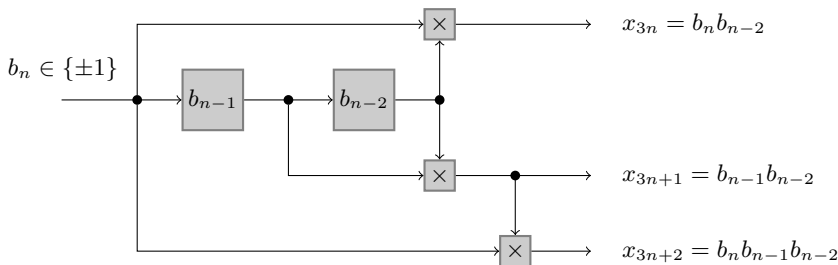 ×
x_{3n} = b_n b_{n-2}
b_n ∈ {±1}
b_{n-1}
b_{n-2}
×
x_{3n+1} = b_{n-1} b_{n-2}
×
x_{3n+2} = b_n b_{n-1} b_{n-2}